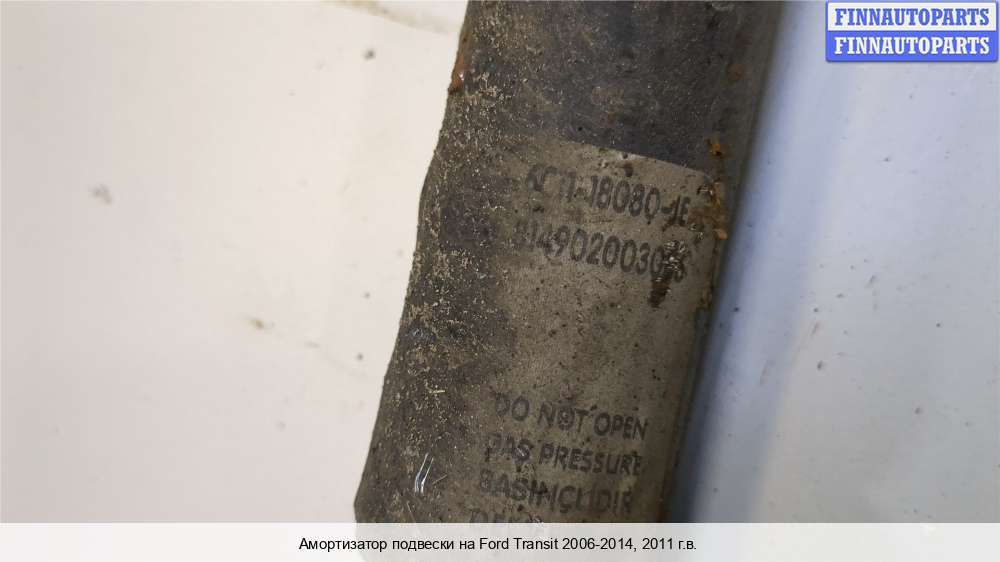 FINNAUTOPARTS
FINNAUTOPARTS
DO NOT OPEN
GAS PRESSURE
BASINÇLIDIR
Амортизатор подвески на Ford Transit 2006-2014, 2011 г.в.